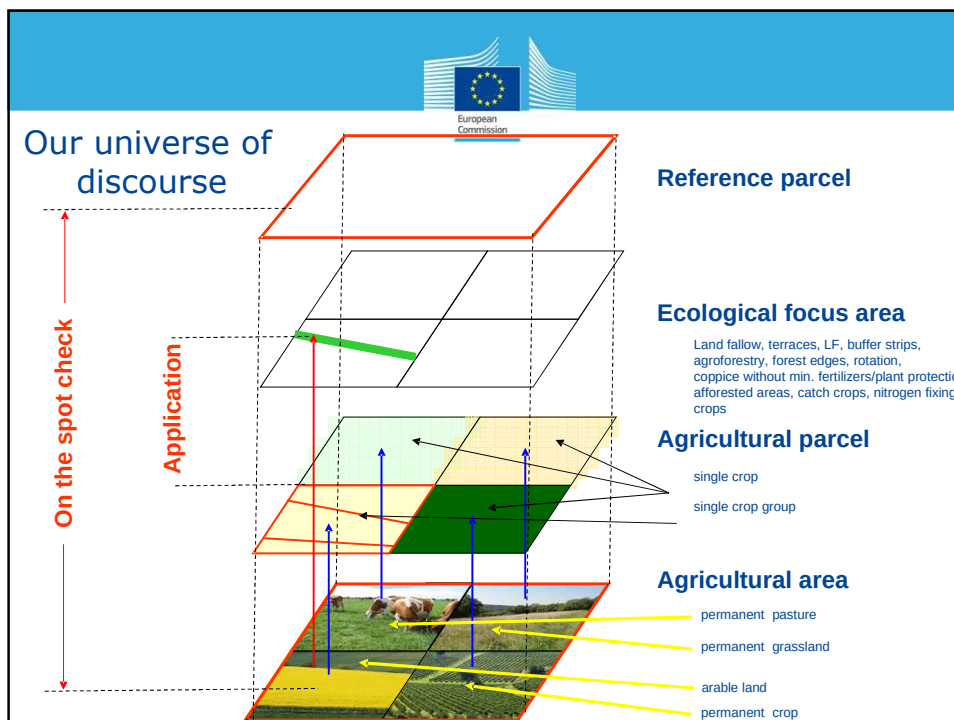 European
Commission
Our universe of
discourse
Reference parcel
Ecological focus area
Land fallow, terraces, LF, buffer strips,
agroforestry, forest edges, rotation,
coppice without min. fertilizers/plant protectio
afforested areas, catch crops, nitrogen fixing
crops
On the spot check
Application
Agricultural parcel
single crop
single crop group
Agricultural area
permanent pasture
permanent grassland
arable land
permanent crop